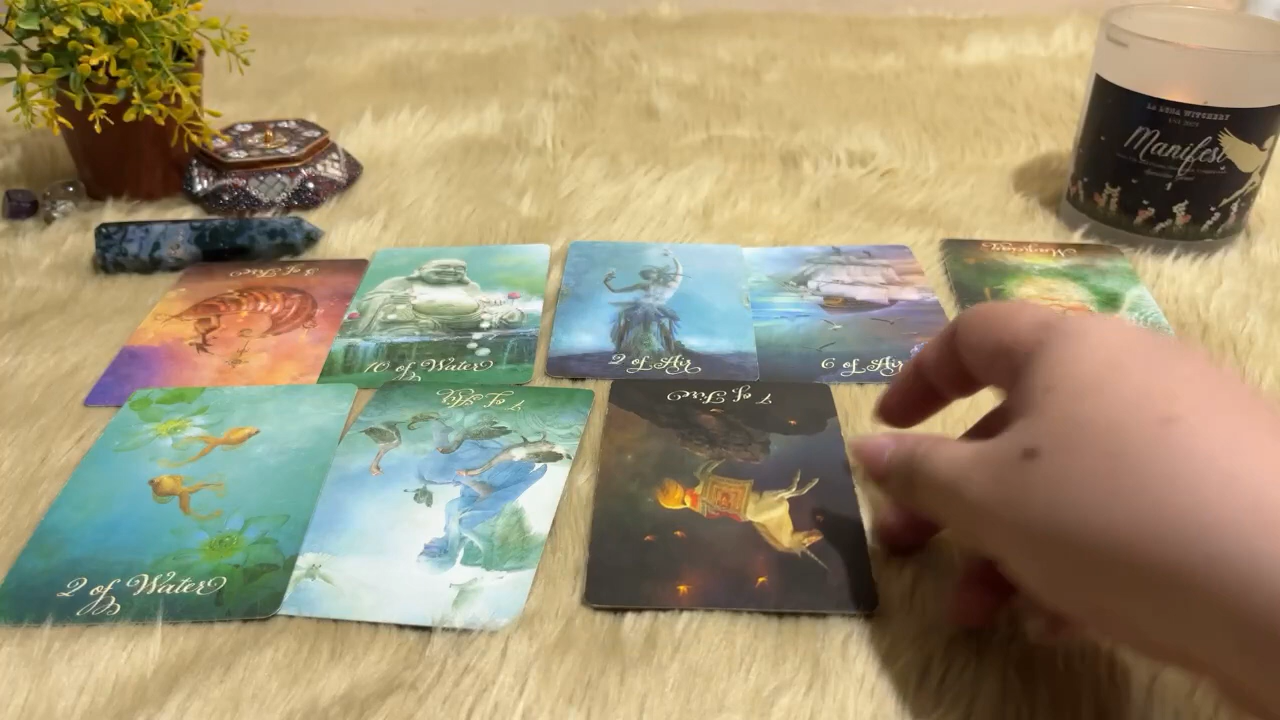 LA LUNA WITCHERY
Manifest
3 of Fire
10 of Water
2 of Air
6 of Air
Magician
2 of Water
7 of Air
7 of Fire